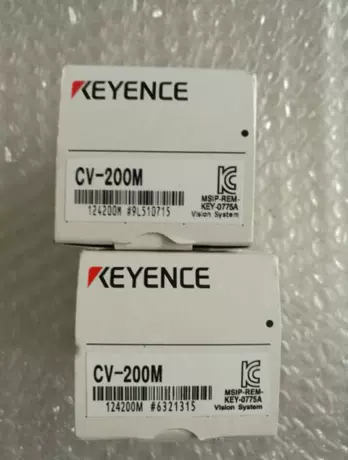 KEYENCE
CV-200M
124200M #9L510715
MSIP-REM-
KEY-0775A
Vision System
KEYENCE
CV-200M
124200M #6321315
MSIP-REM-
KEY-0775A
Vision System